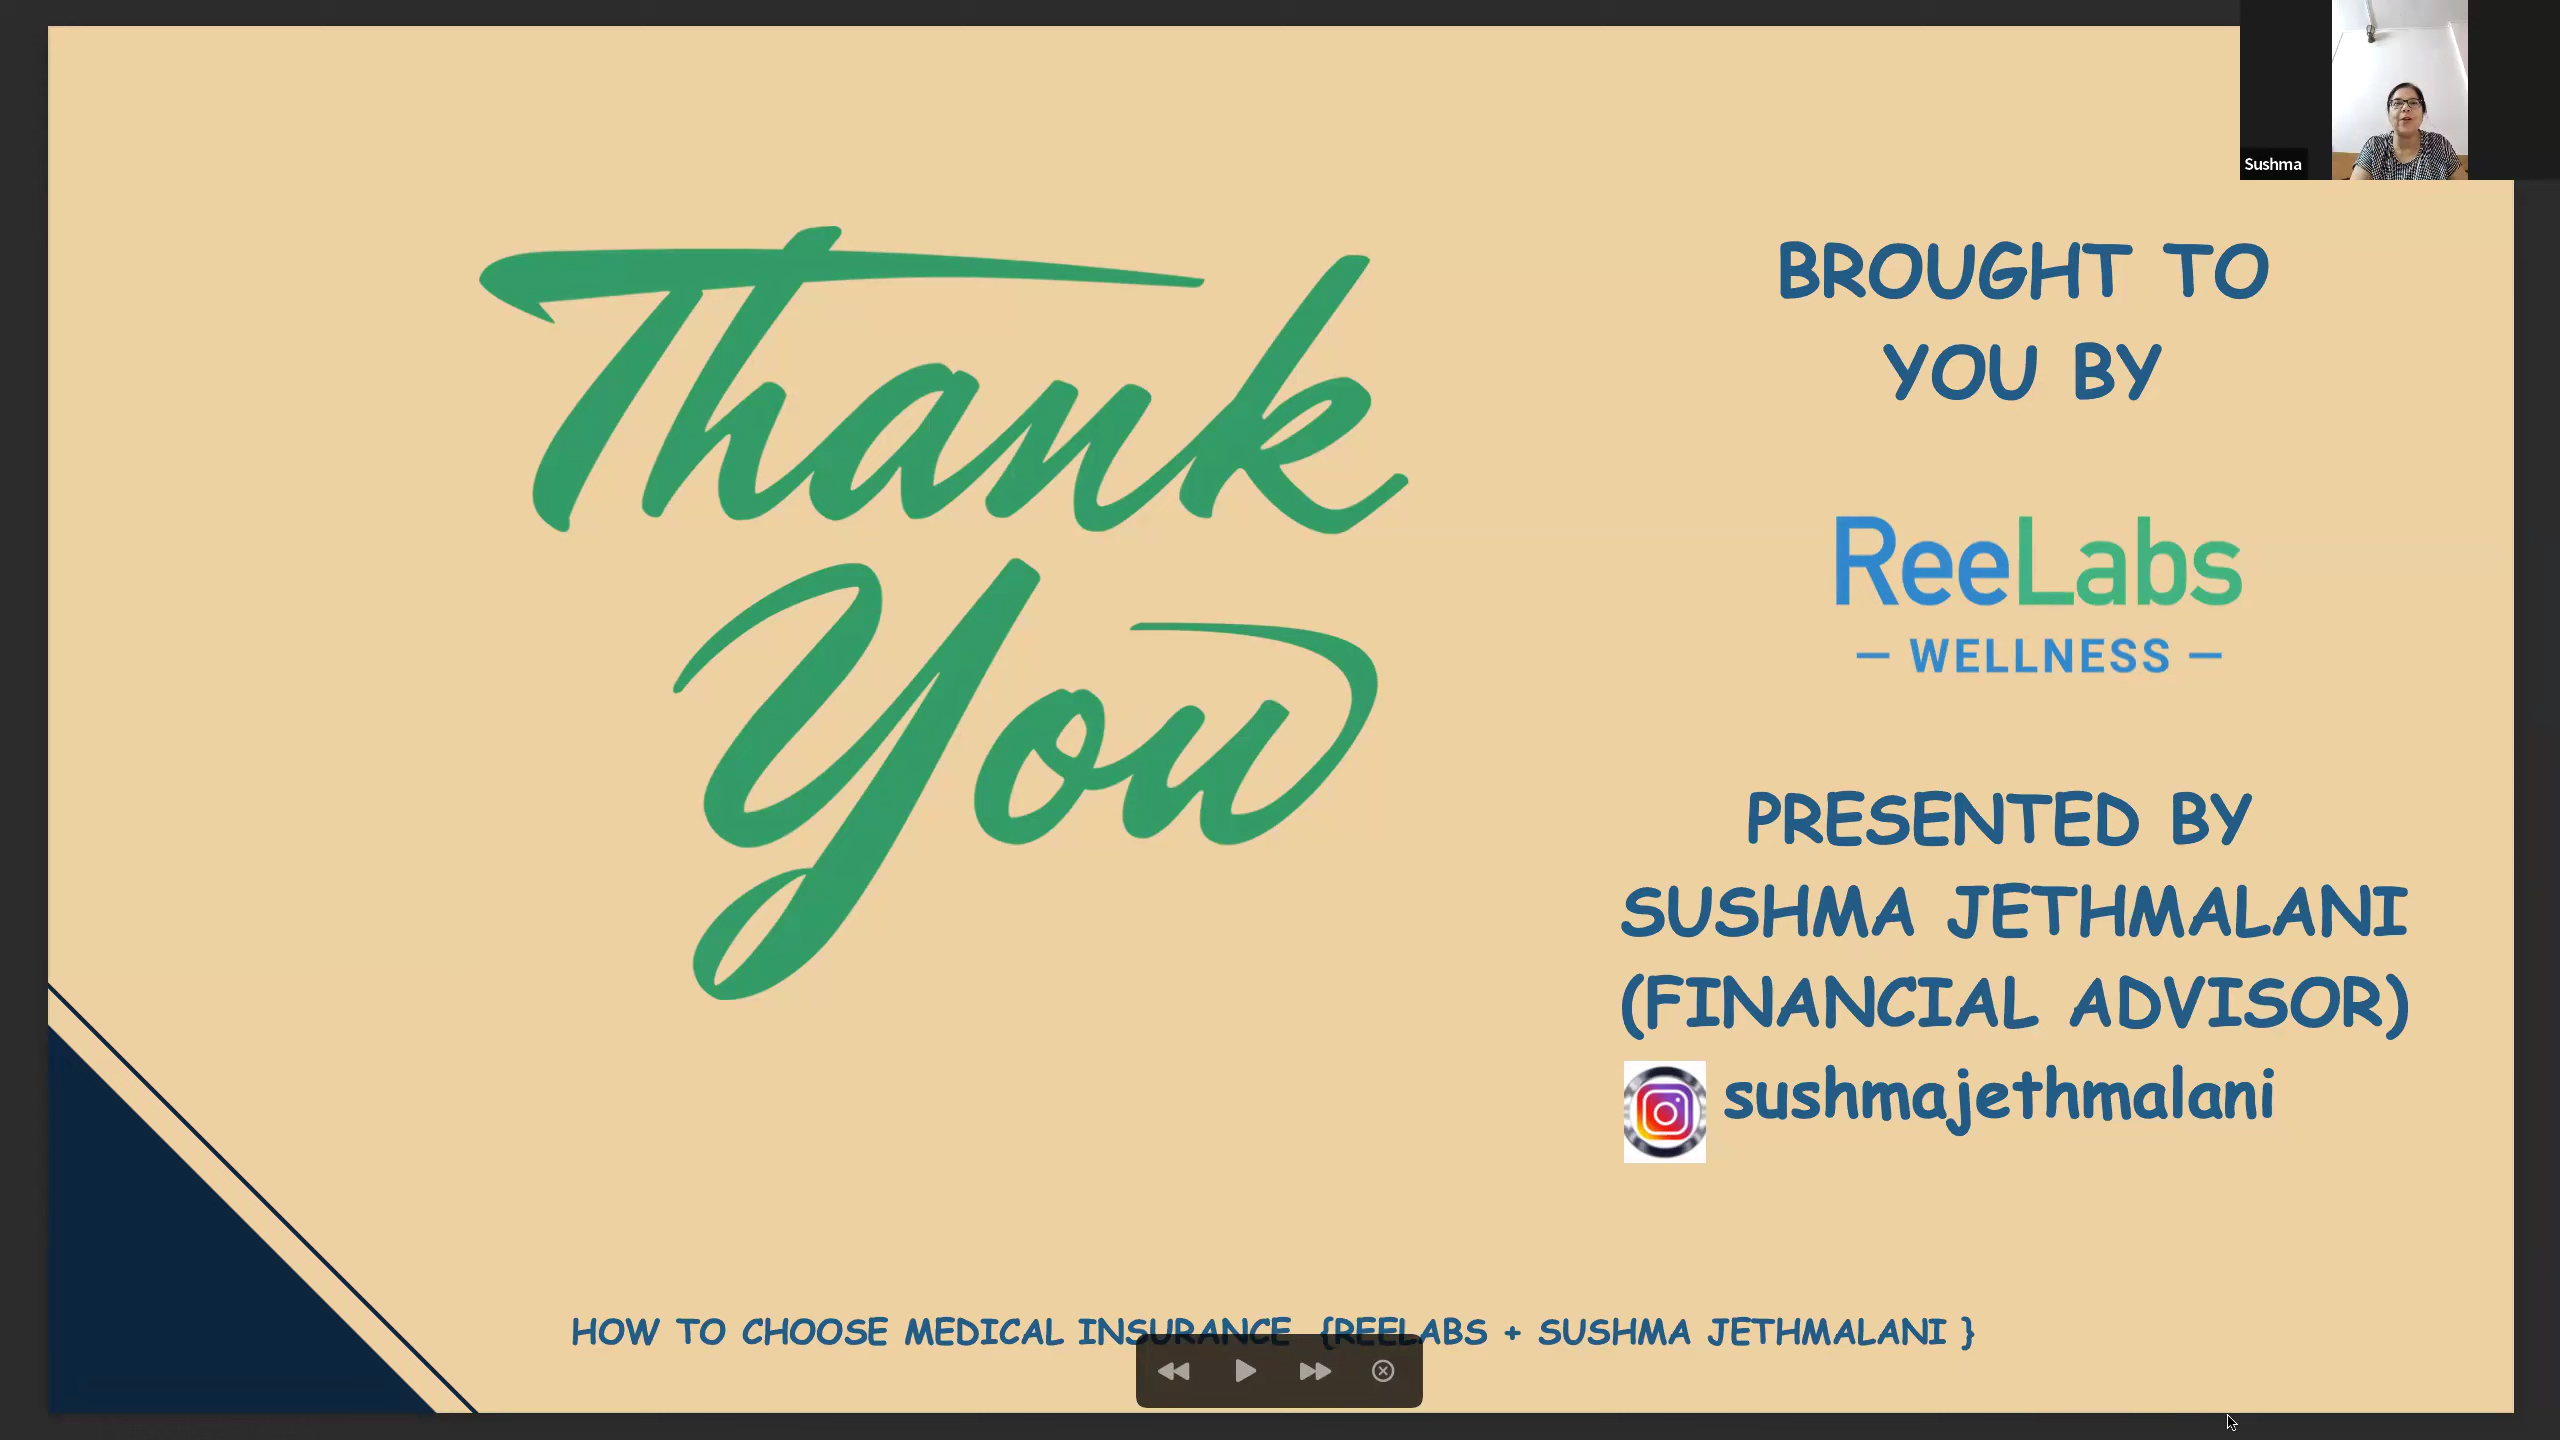 Sushma
Thank
You
BROUGHT TO
YOU BY
ReeLabs
— WELLNESS —
PRESENTED BY
SUSHMA JETHMALANI
(FINANCIAL ADVISOR)
sushmajethmalani
HOW TO CHOOSE MEDICAL INSURANCE {REELABS + SUSHMA JETHMALANI }